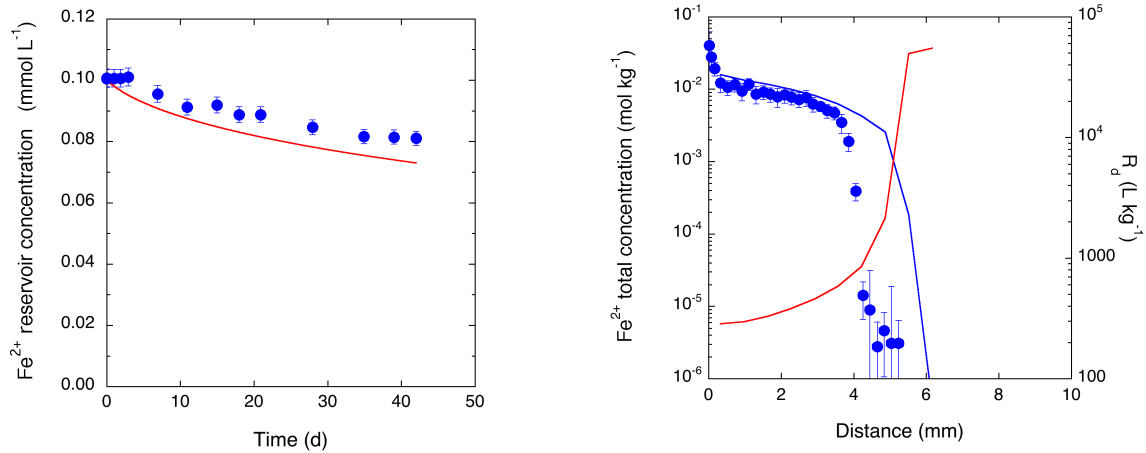 0.12
0.10
0.08
0.06
0.04
0.02
0.00
Fe²⁺ reservoir concentration (mmol L⁻¹)
0 10 20 30 40 50
Time (d)
10⁻¹
10⁻²
10⁻³
10⁻⁴
10⁻⁵
10⁻⁶
Fe²⁺ total concentration (mol kg⁻¹)
0 2 4 6 8 10
Distance (mm)
10⁵
10⁴
1000
100
R_d (L kg⁻¹)